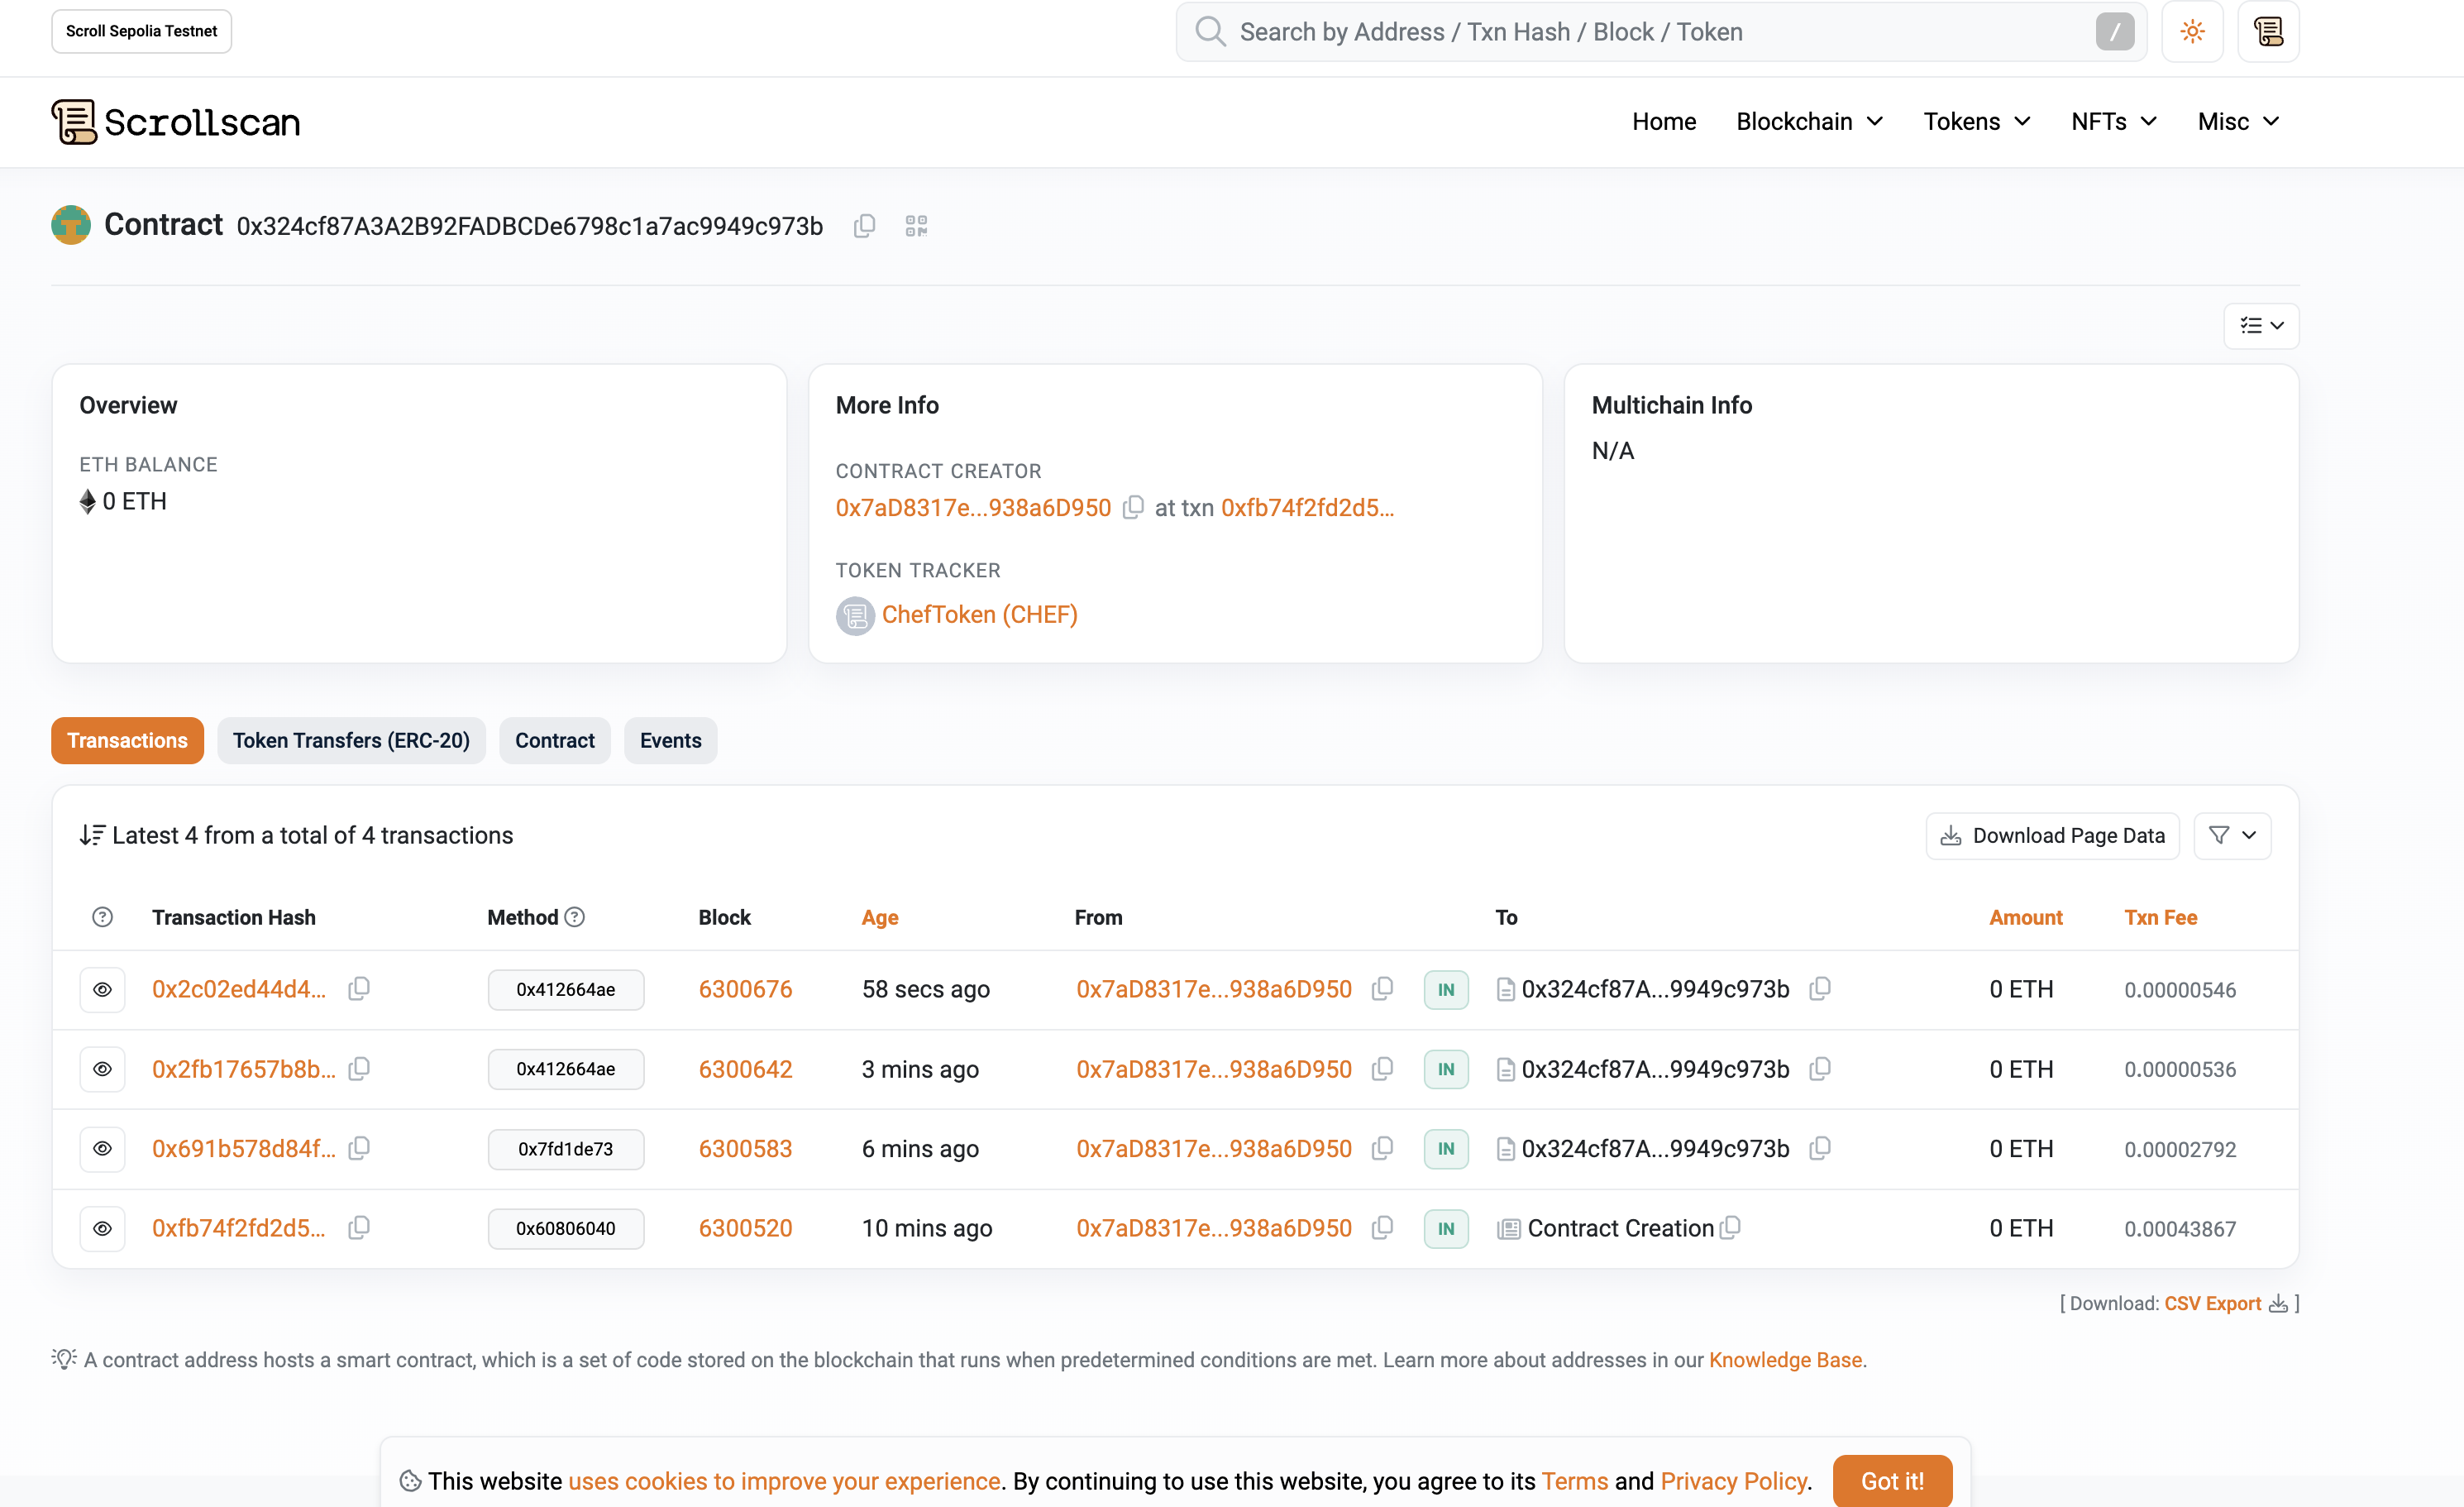 Scroll Sepolia Testnet
Search by Address / Txn Hash / Block / Token
/
Scrollscan
Home Blockchain Tokens NFTs Misc
Contract 0x324cf87A3A2B92FADBCDe6798c1a7ac9949c973b
Overview
ETH BALANCE
0 ETH
More Info
CONTRACT CREATOR
0x7aD8317e...938a6D950 at txn 0xfb74f2fd2d5...
TOKEN TRACKER
ChefToken (CHEF)
Multichain Info
N/A
Transactions Token Transfers (ERC-20) Contract Events
Latest 4 from a total of 4 transactions
Download Page Data
Transaction Hash Method Block Age From To Amount Txn Fee
0x2c02ed44d4... 0x412664ae 6300676 58 secs ago 0x7aD8317e...938a6D950 IN 0x324cf87A...9949c973b 0 ETH 0.00000546
0x2fb17657b8b... 0x412664ae 6300642 3 mins ago 0x7aD8317e...938a6D950 IN 0x324cf87A...9949c973b 0 ETH 0.00000536
0x691b578d84f... 0x7fd1de73 6300583 6 mins ago 0x7aD8317e...938a6D950 IN 0x324cf87A...9949c973b 0 ETH 0.00002792
0xfb74f2fd2d5... 0x60806040 6300520 10 mins ago 0x7aD8317e...938a6D950 IN Contract Creation 0 ETH 0.00043867
[ Download: CSV Export ]
A contract address hosts a smart contract, which is a set of code stored on the blockchain that runs when predetermined conditions are met. Learn more about addresses in our Knowledge Base.
This website uses cookies to improve your experience. By continuing to use this website, you agree to its Terms and Privacy Policy. Got it!